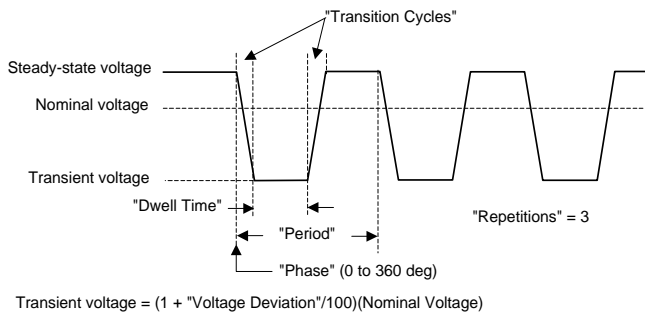 "Transition Cycles"
Steady-state voltage
Nominal voltage
Transient voltage
"Dwell Time"
"Repetitions" = 3
"Period"
"Phase" (0 to 360 deg)
Transient voltage = (1 + "Voltage Deviation"/100)(Nominal Voltage)